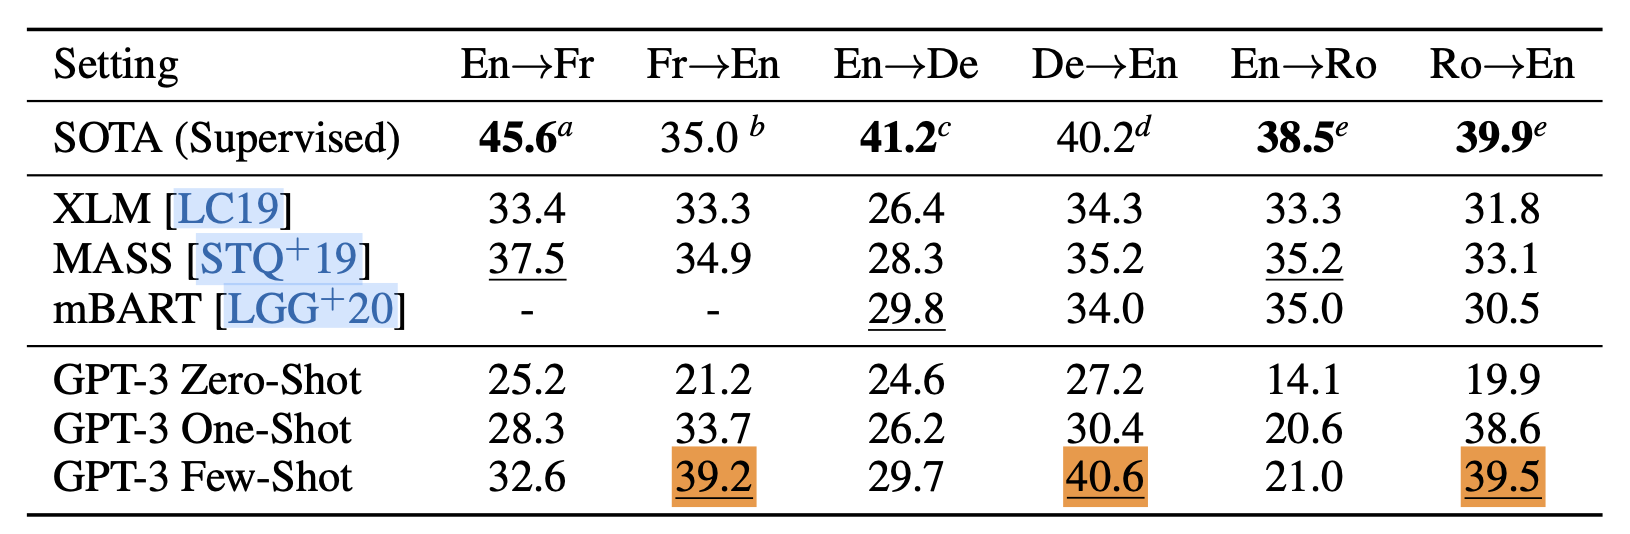 Setting En→Fr Fr→En En→De De→En En→Ro Ro→En
SOTA (Supervised) 45.6a 35.0 b 41.2c 40.2d 38.5e 39.9e
XLM [LC19] 33.4 33.3 26.4 34.3 33.3 31.8
MASS [STQ+19] 37.5 34.9 28.3 35.2 35.2 33.1
mBART [LGG+20] - - 29.8 34.0 35.0 30.5
GPT-3 Zero-Shot 25.2 21.2 24.6 27.2 14.1 19.9
GPT-3 One-Shot 28.3 33.7 26.2 30.4 20.6 38.6
GPT-3 Few-Shot 32.6 39.2 29.7 40.6 21.0 39.5